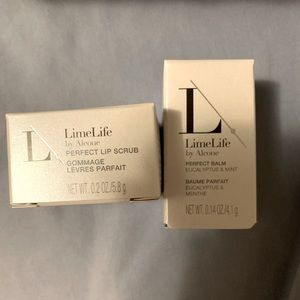 L
LimeLife
by Alcone
PERFECT LIP SCRUB
GOMMAGE
LÈVRES PARFAIT
NET WT. 0.2 OZ/5.8 g
L
LimeLife
by Alcone
PERFECT BALM
EUCALYPTUS & MINT
BAUME PARFAIT
EUCALYPTUS &
MENTHE
NET WT. 0.14 OZ/4.1 g